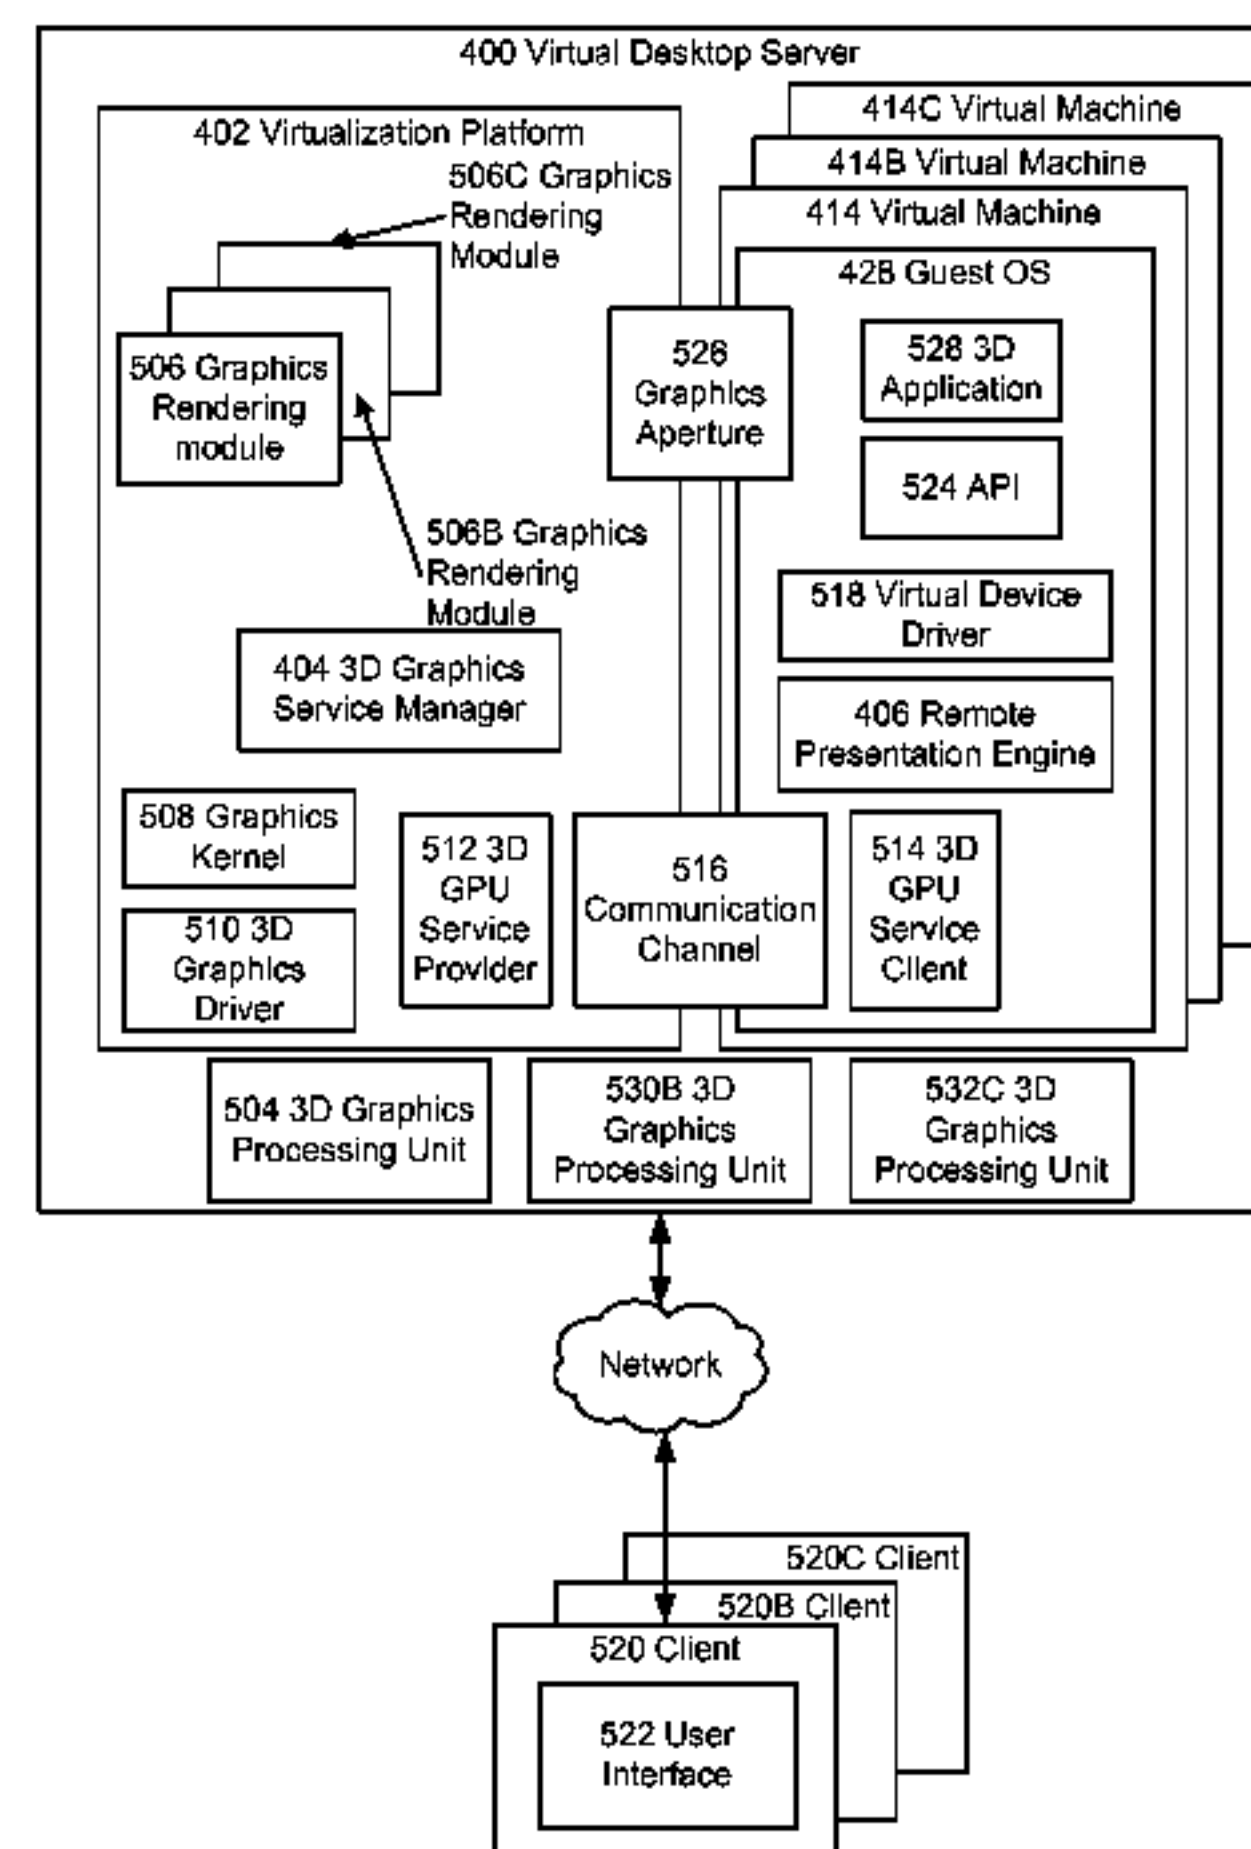 400 Virtual Desktop Server
414C Virtual Machine
402 Virtualization Platform
414B Virtual Machine
506C Graphics
Rendering
Module
414 Virtual Machine
428 Guest OS
506 Graphics
Rendering
module
526
Graphics
Aperture
528 3D
Application
524 API
506B Graphics
Rendering
Module
518 Virtual Device
Driver
404 3D Graphics
Service Manager
406 Remote
Presentation Engine
508 Graphics
Kernel
512 3D
GPU
Service
Provider
516
Communication
Channel
514 3D
GPU
Service
Client
510 3D
Graphics
Driver
504 3D Graphics
Processing Unit
530B 3D
Graphics
Processing Unit
532C 3D
Graphics
Processing Unit
Network
520C Client
520B Client
520 Client
522 User
Interface